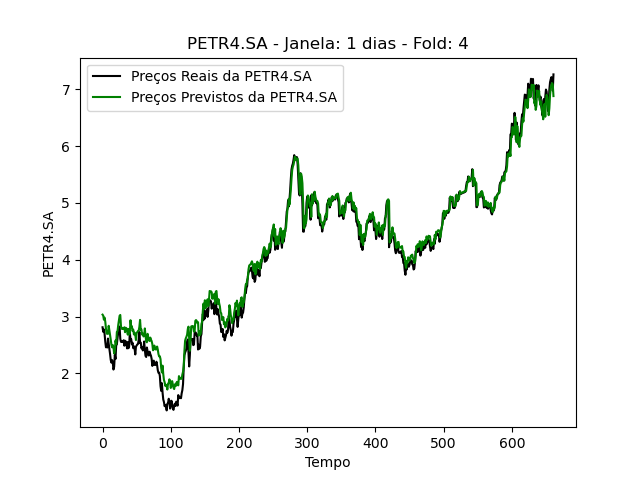 PETR4.SA - Janela: 1 dias - Fold: 4
Preços Reais da PETR4.SA
Preços Previstos da PETR4.SA
7
6
5
4
3
2
PETR4.SA
0 100 200 300 400 500 600
Tempo